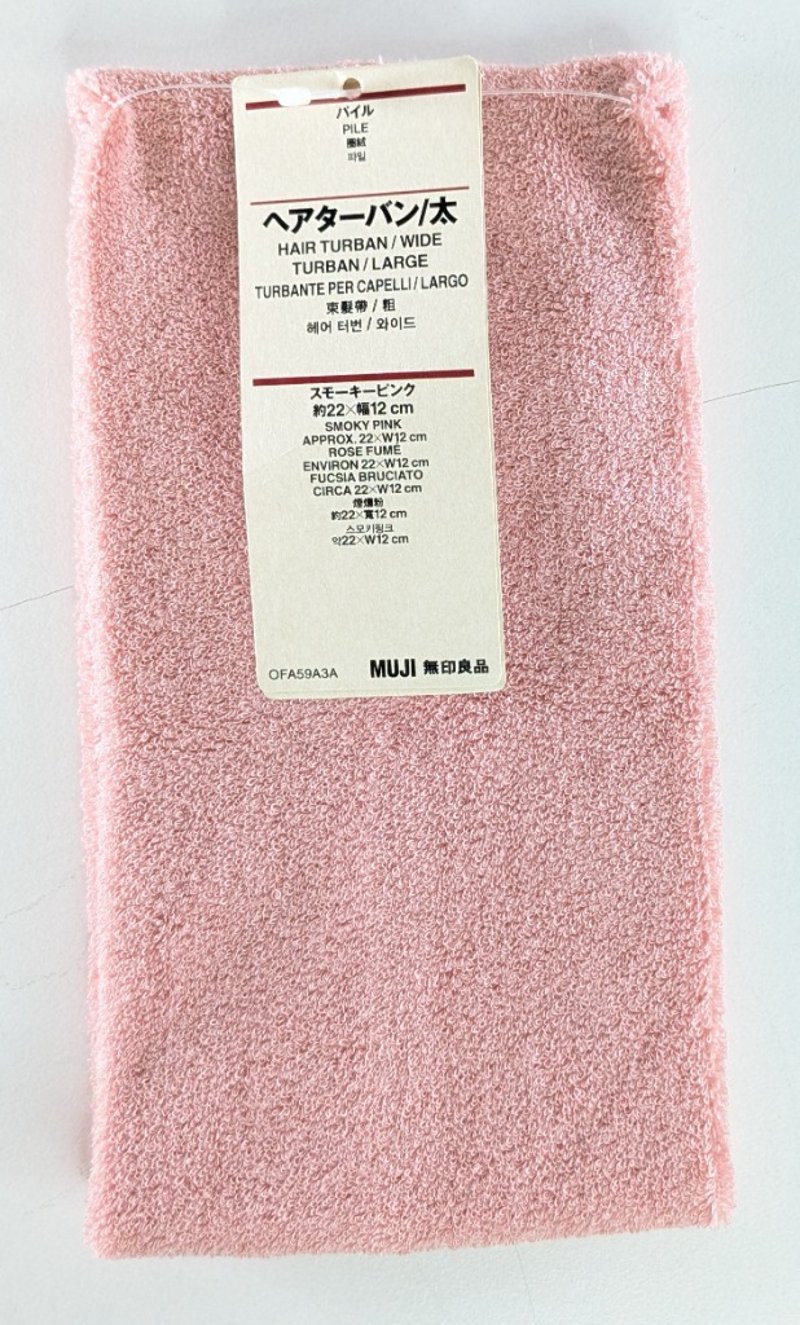 パイル
PILE
圈絨
파일
ヘアターバン/太
HAIR TURBAN / WIDE
TURBAN / LARGE
TURBANTE PER CAPELLI / LARGO
束髮帶 / 粗
헤어 터번 / 와이드
スモーキーピンク
約22×幅12 cm
SMOKY PINK
APPROX. 22×W12 cm
ROSE FUMÉ
ENVIRON 22×W12 cm
FUCSIA BRUCIATO
CIRCA 22×W12 cm
煙燻粉
約22×寬12 cm
스모키핑크
약22×W12 cm
OFA59A3A MUJI 無印良品